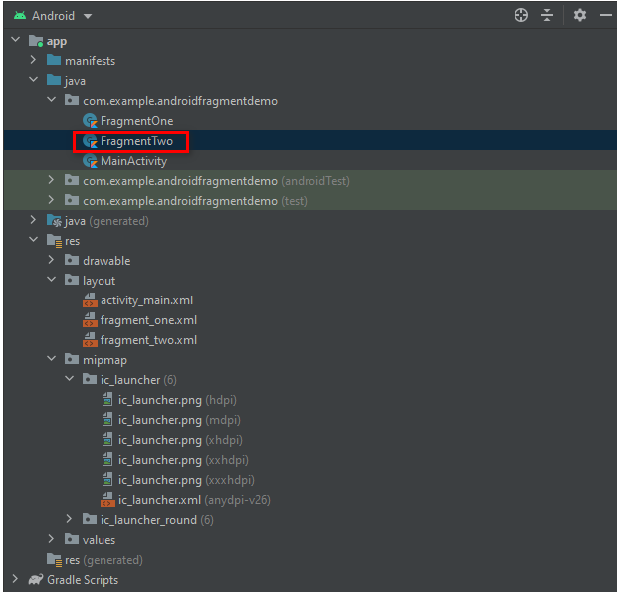 Android
app
manifests
java
com.example.androidfragmentdemo
FragmentOne
FragmentTwo
MainActivity
com.example.androidfragmentdemo (androidTest)
com.example.androidfragmentdemo (test)
java (generated)
res
drawable
layout
activity_main.xml
fragment_one.xml
fragment_two.xml
mipmap
ic_launcher (6)
ic_launcher.png (hdpi)
ic_launcher.png (mdpi)
ic_launcher.png (xhdpi)
ic_launcher.png (xxhdpi)
ic_launcher.png (xxxhdpi)
ic_launcher.xml (anydpi-v26)
ic_launcher_round (6)
values
res (generated)
Gradle Scripts